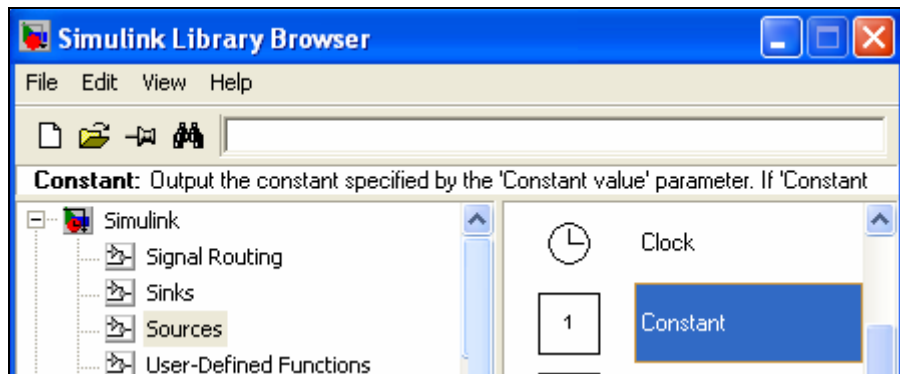 Simulink Library Browser
File Edit View Help
Constant: Output the constant specified by the 'Constant value' parameter. If 'Constant
Simulink
Signal Routing
Sinks
Sources
User-Defined Functions
Clock
1 Constant